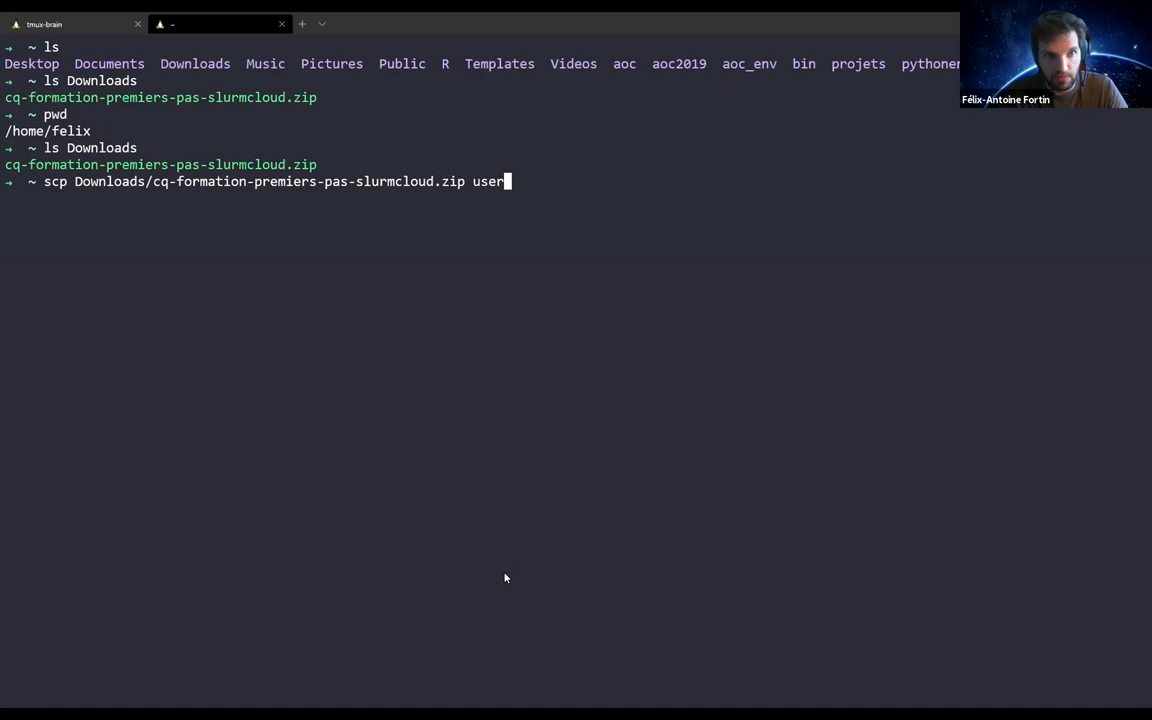 tmux-brain
~
→ ~ ls
Desktop Documents Downloads Music Pictures Public R Templates Videos aoc aoc2019 aoc_env bin projets pythonen
→ ~ ls Downloads
cq-formation-premiers-pas-slurmcloud.zip
→ ~ pwd
/home/felix
→ ~ ls Downloads
cq-formation-premiers-pas-slurmcloud.zip
→ ~ scp Downloads/cq-formation-premiers-pas-slurmcloud.zip user
Félix-Antoine Fortin